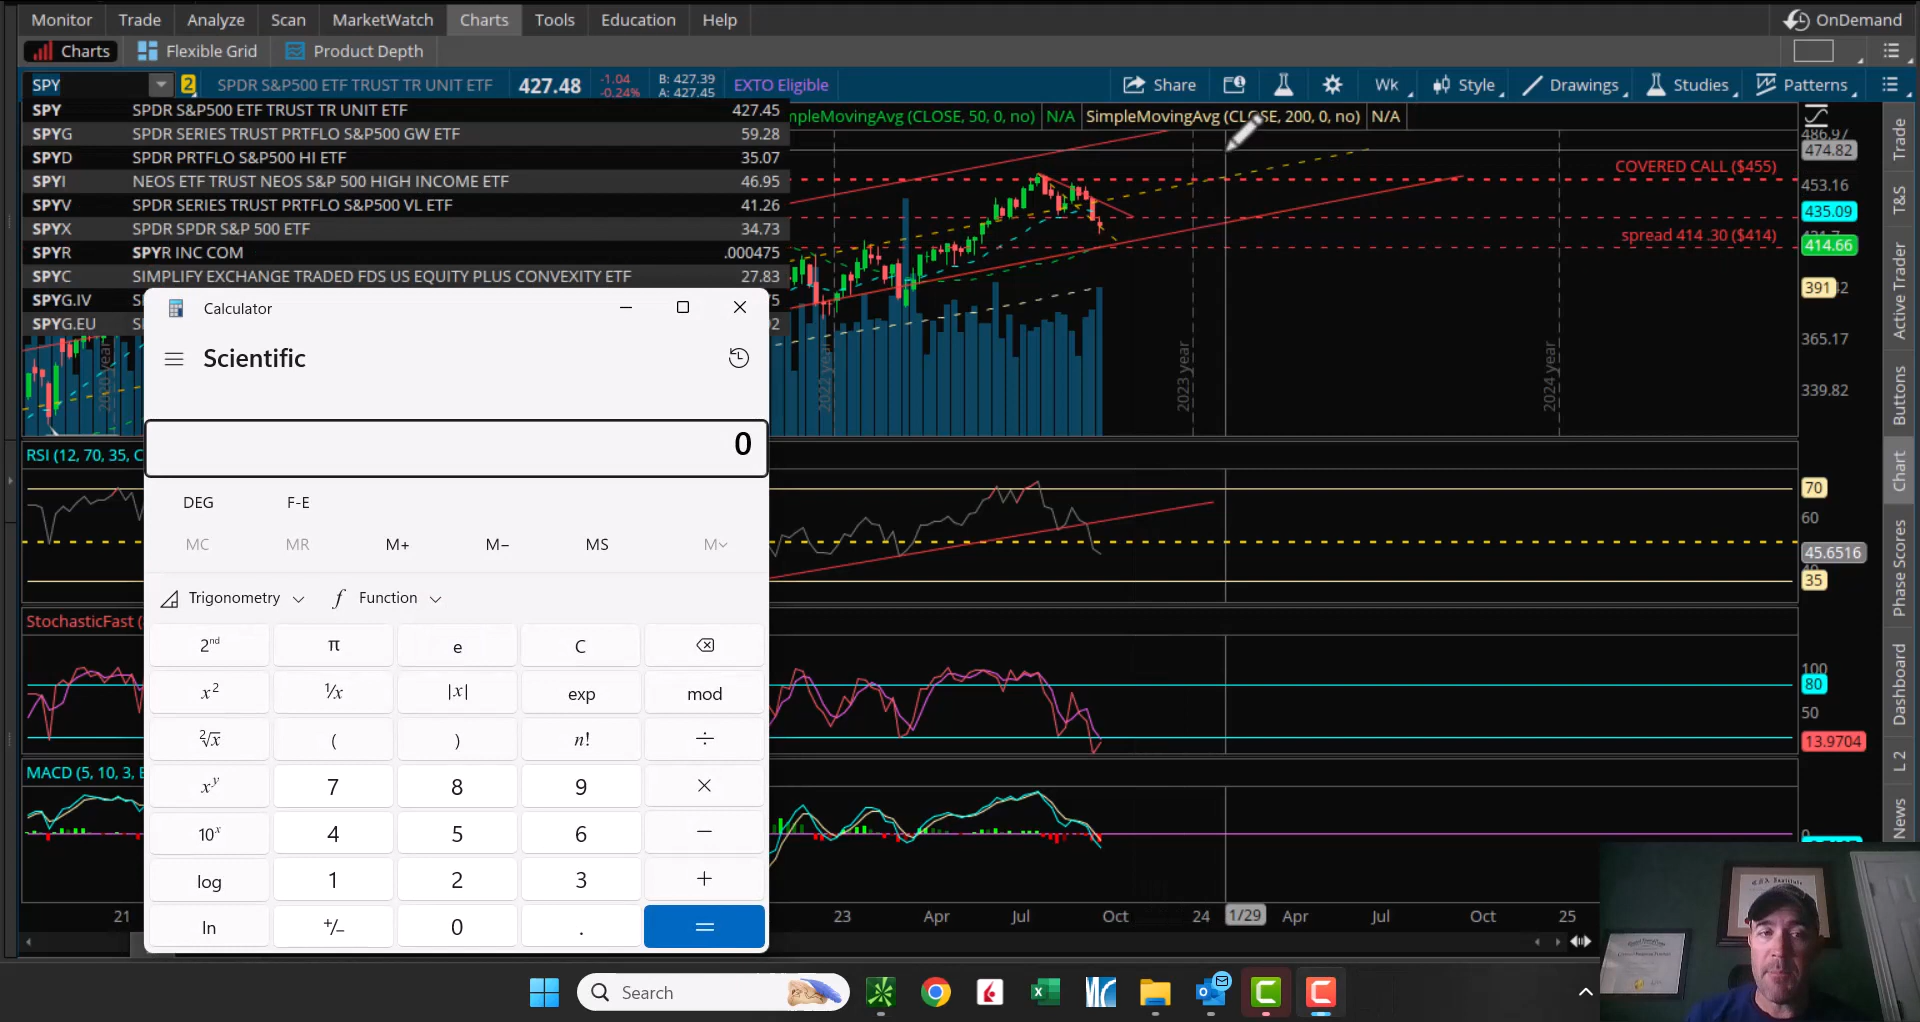 Monitor Trade Analyze Scan MarketWatch Charts Tools Education Help OnDemand
Charts Flexible Grid Product Depth
SPY 2 SPDR S&P500 ETF TRUST TR UNIT ETF 427.48 -1.04 -0.24% B: 427.39 A: 427.45 EXTO Eligible Share Wk Style Drawings Studies Patterns
SPY SPDR S&P500 ETF TRUST TR UNIT ETF 427.45
SPYG SPDR SERIES TRUST PRTFLO S&P500 GW ETF 59.28
SPYD SPDR PRTFLO S&P500 HI ETF 35.07
SPYI NEOS ETF TRUST NEOS S&P 500 HIGH INCOME ETF 46.95
SPYV SPDR SERIES TRUST PRTFLO S&P500 VL ETF 41.26
SPYX SPDR SPDR S&P 500 ETF 34.73
SPYR SPYR INC COM .000475
SPYC SIMPLIFY EXCHANGE TRADED FDS US EQUITY PLUS CONVEXITY ETF 27.83
SPYG.IV
SPYG.EU
mpleMovingAvg (CLOSE, 50, 0, no) N/A SimpleMovingAvg (CLOSE, 200, 0, no) N/A
474.82
COVERED CALL ($455)
453.16
435.09
spread 414 .30 ($414)
414.66
391
365.17
339.82
2020 year
2022 year
2023 year
2024 year
Calculator
Scientific
0
DEG F-E
MC MR M+ M− MS M
Trigonometry Function
2nd π e C
x2 1/x |x| exp mod
2√x ( ) n! ÷
xy 7 8 9 ×
10x 4 5 6 −
log 1 2 3 +
ln +/− 0 . =
RSI (12, 70, 35, C
70
60
45.6516
35
StochasticFast (
100
80
50
13.9704
MACD (5, 10, 3, E
0
21 23 Apr Jul Oct 24 1/29 Apr Jul Oct 25
Trade
T&S
Active Trader
Buttons
Chart
Phase Scores
Dashboard
L 2
News
Search